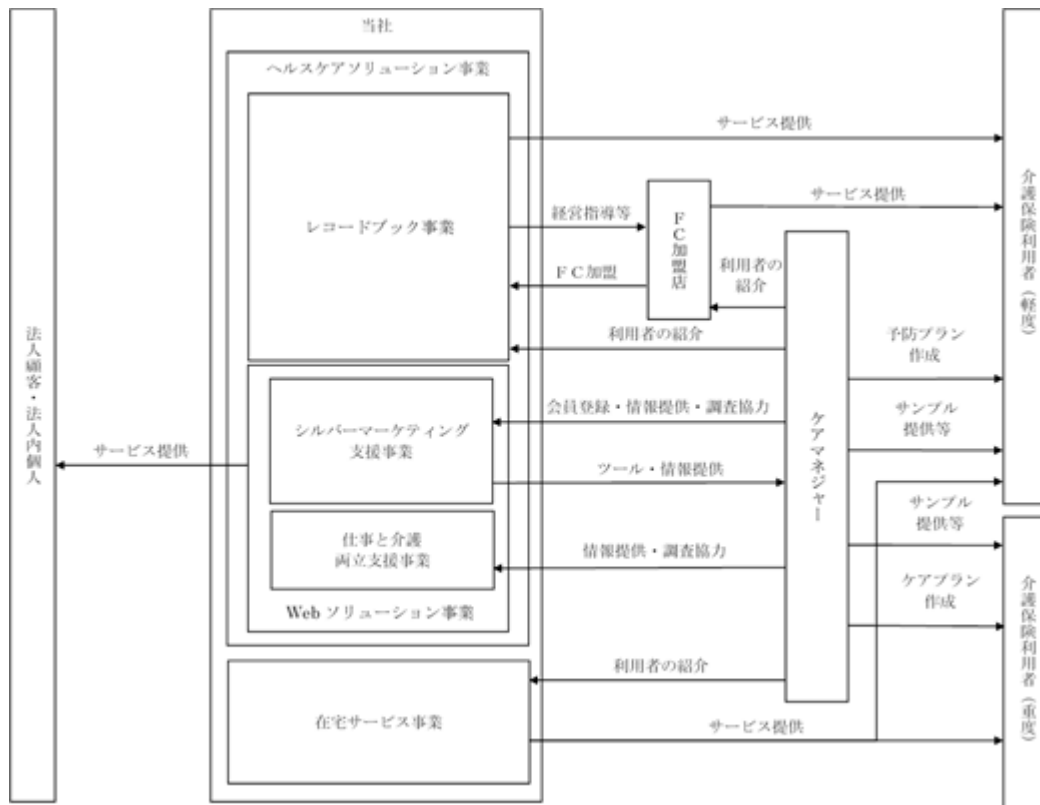 当社
ヘルスケアソリューション事業
レコードブック事業
シルバーマーケティング
支援事業
仕事と介護
両立支援事業
Web ソリューション事業
在宅サービス事業
法人顧客・法人内個人
サービス提供
サービス提供
経営指導等
FC加盟
FC加盟店
サービス提供
利用者の
紹介
利用者の紹介
会員登録・情報提供・調査協力
ツール・情報提供
情報提供・調査協力
利用者の紹介
サービス提供
ケアマネジャー
予防プラン
作成
サンプル
提供等
サンプル
提供等
ケアプラン
作成
介護保険利用者(軽度)
介護保険利用者(重度)